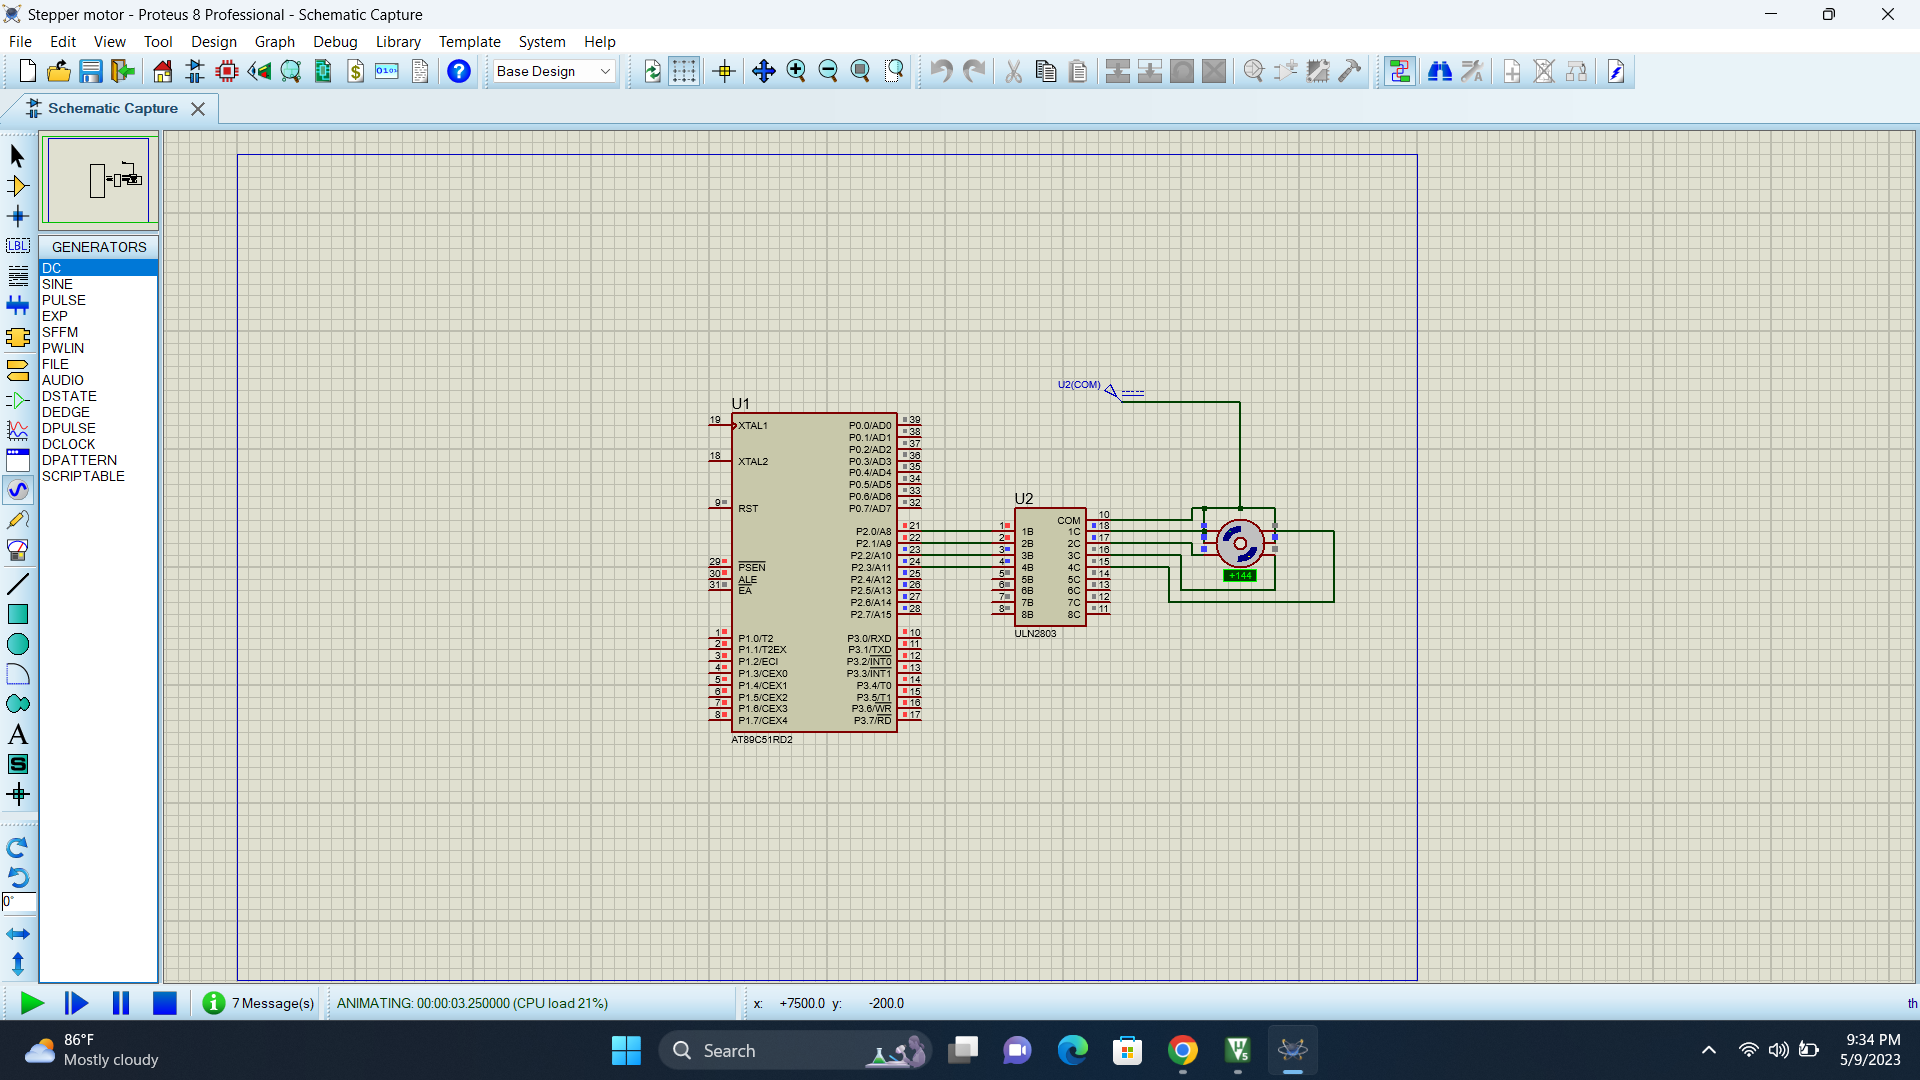 Stepper motor - Proteus 8 Professional - Schematic Capture
File Edit View Tool Design Graph Debug Library Template System Help
Base Design
Schematic Capture
LBL
GENERATORS
DC
SINE
PULSE
EXP
SFFM
PWLIN
FILE
AUDIO
DSTATE
DEDGE
DPULSE
DCLOCK
DPATTERN
SCRIPTABLE
0°
U2(COM)
U1
19 XTAL1
18 XTAL2
9 RST
29 PSEN
30 ALE
31 EA
1 P1.0/T2
2 P1.1/T2EX
3 P1.2/ECI
4 P1.3/CEX0
5 P1.4/CEX1
6 P1.5/CEX2
7 P1.6/CEX3
8 P1.7/CEX4
P0.0/AD0 39
P0.1/AD1 38
P0.2/AD2 37
P0.3/AD3 36
P0.4/AD4 35
P0.5/AD5 34
P0.6/AD6 33
P0.7/AD7 32
P2.0/A8 21
P2.1/A9 22
P2.2/A10 23
P2.3/A11 24
P2.4/A12 25
P2.5/A13 26
P2.6/A14 27
P2.7/A15 28
P3.0/RXD 10
P3.1/TXD 11
P3.2/INT0 12
P3.3/INT1 13
P3.4/T0 14
P3.5/T1 15
P3.6/WR 16
P3.7/RD 17
AT89C51RD2
U2
COM 10
1 1B 1C 18
2 2B 2C 17
3 3B 3C 16
4 4B 4C 15
5 5B 5C 14
6 6B 6C 13
7 7B 7C 12
8 8B 8C 11
ULN2803
+144
7 Message(s)
ANIMATING: 00:00:03.250000 (CPU load 21%)
x: +7500.0 y: -200.0
th
86°F
Mostly cloudy
Search
9:34 PM
5/9/2023